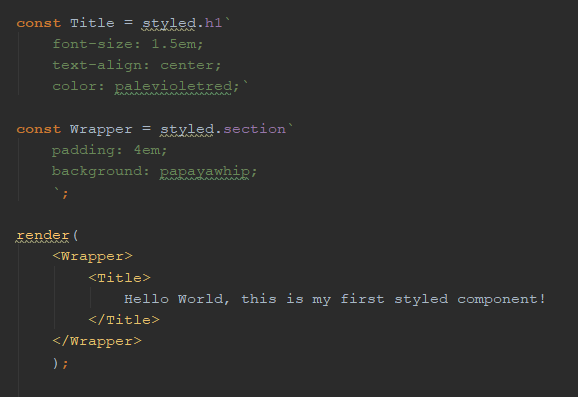 const Title = styled.h1`
font-size: 1.5em;
text-align: center;
color: palevioletred;`
const Wrapper = styled.section`
padding: 4em;
background: papayawhip;
`;
render(
<Wrapper>
<Title>
Hello World, this is my first styled component!
</Title>
</Wrapper>
);